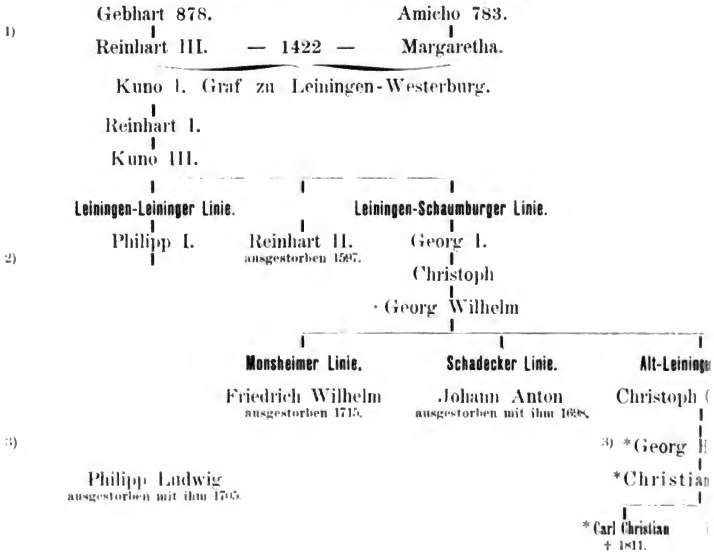 Gebhart 878. Amicho 783.
1) Reinhart III. — 1422 — Margaretha.
Kuno I. Graf zu Leiningen-Westerburg.
Reinhart I.
Kuno III.
Leiningen-Leininger Linie. Leiningen-Schaumburger Linie.
Philipp I. Reinhart II. Georg I.
2) ausgestorben 1597.
Christoph
Georg Wilhelm
Monsheimer Linie. Schadecker Linie. Alt-Leininge
Friedrich Wilhelm Johann Anton Christoph
ausgestorben 1715. ausgestorben mit ihm 1698.
3) 3) *Georg H
Philipp Ludwig *Christian
ausgestorben mit ihm 1705.
*Carl Christian
† 1811.